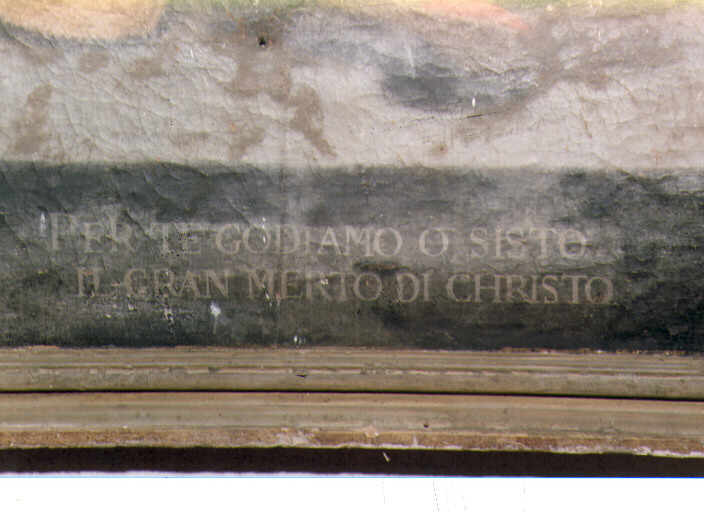 PER TE GODIAMO O SISTO
IL GRAN MERTO DI CHRISTO